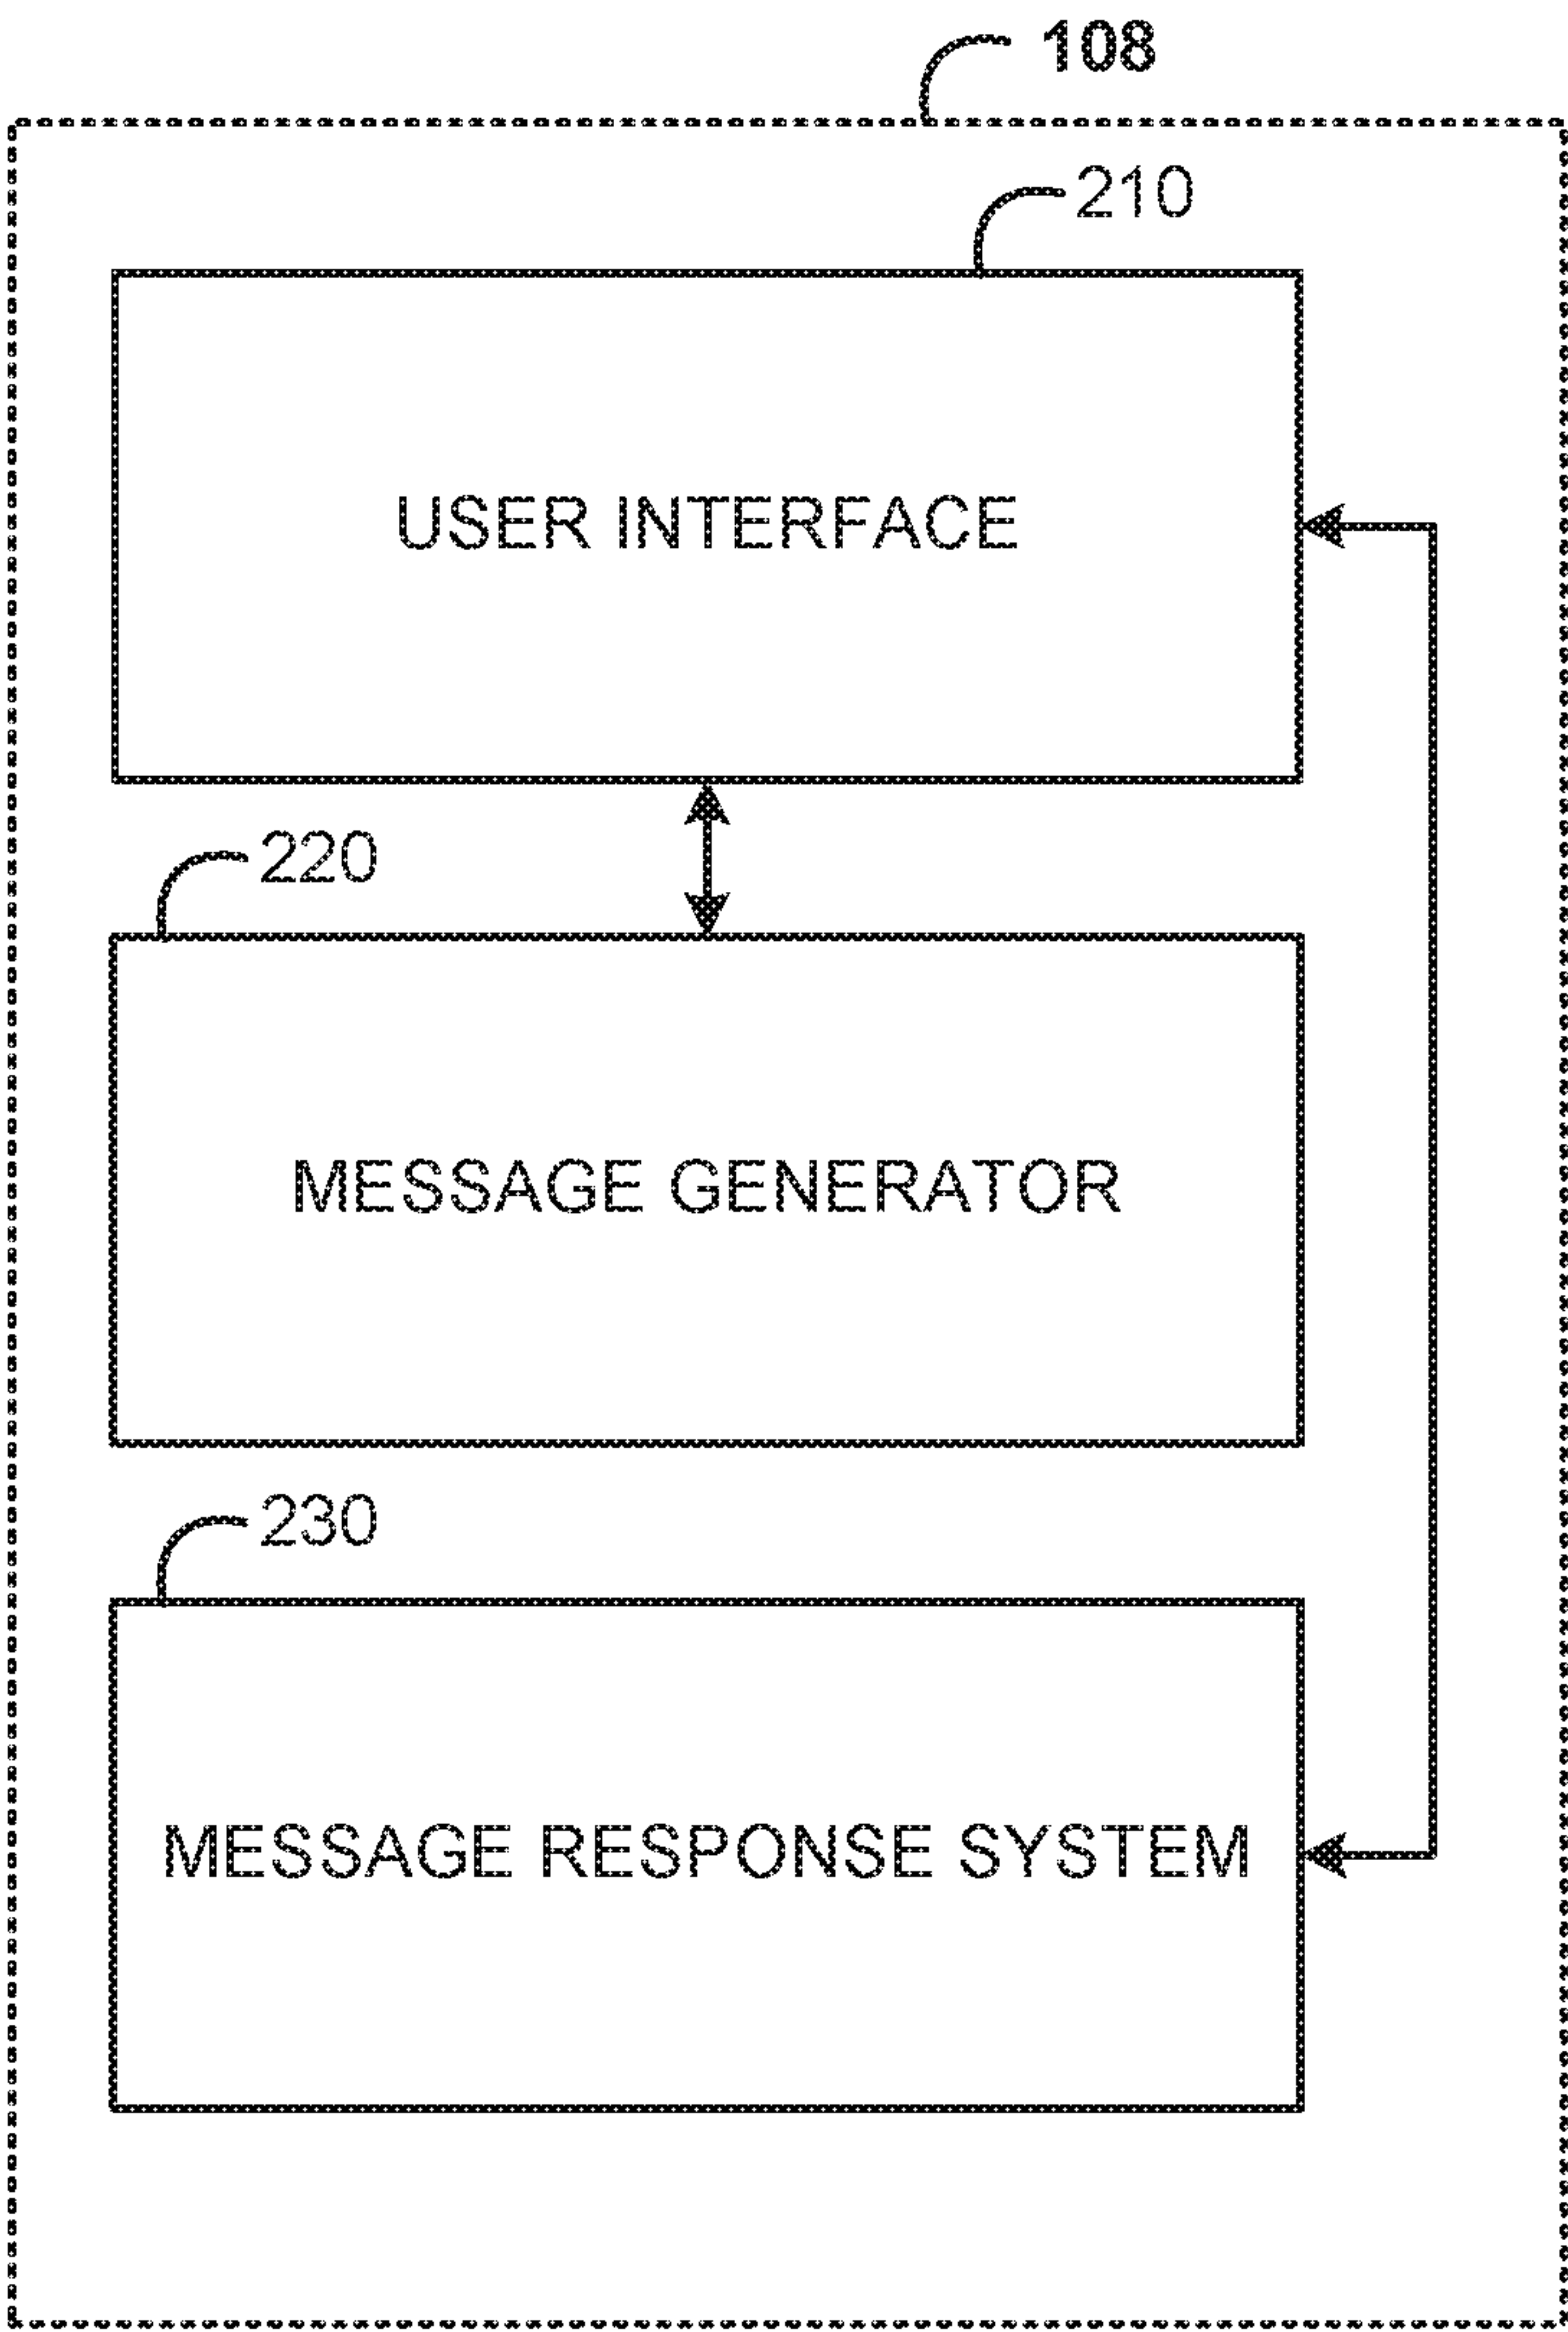 108
210
USER INTERFACE
220
MESSAGE GENERATOR
230
MESSAGE RESPONSE SYSTEM